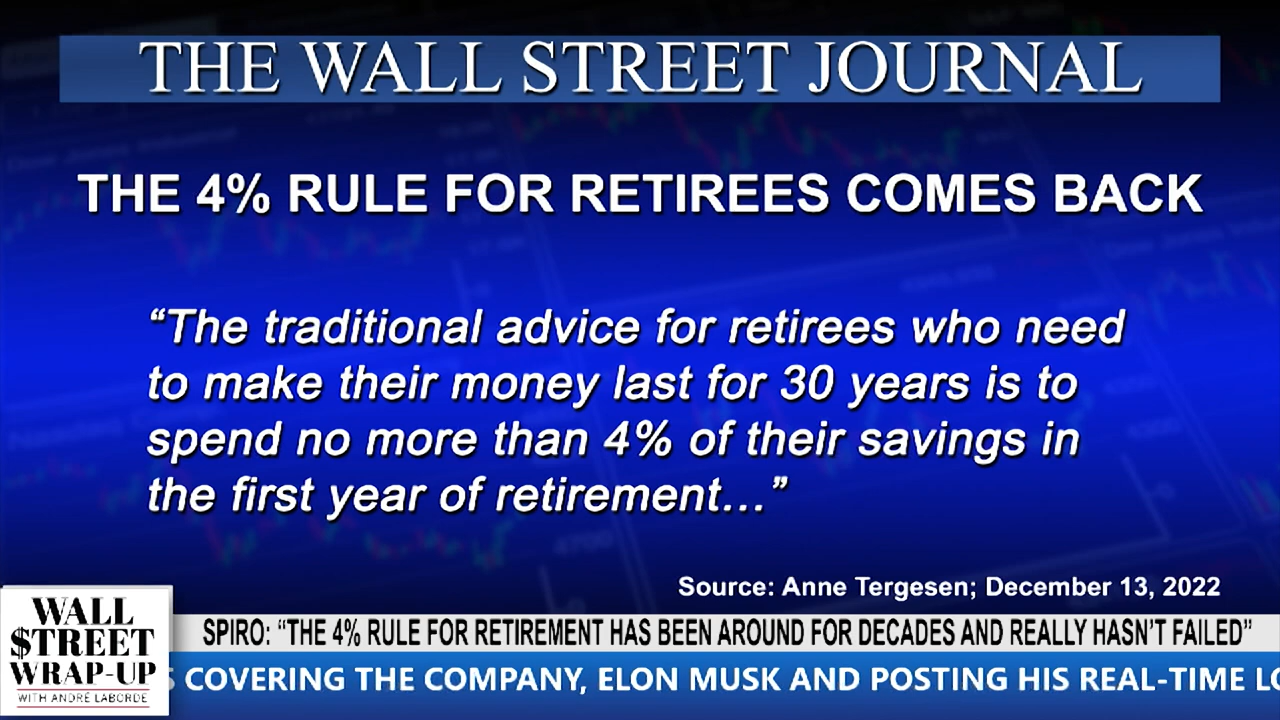 THE WALL STREET JOURNAL
THE 4% RULE FOR RETIREES COMES BACK
“The traditional advice for retirees who need
to make their money last for 30 years is to
spend no more than 4% of their savings in
the first year of retirement…”
Source: Anne Tergesen; December 13, 2022
WALL
$TREET
WRAP-UP
WITH ANDRÉ LABORDE
SPIRO: “THE 4% RULE FOR RETIREMENT HAS BEEN AROUND FOR DECADES AND REALLY HASN’T FAILED”
COVERING THE COMPANY, ELON MUSK AND POSTING HIS REAL-TIME